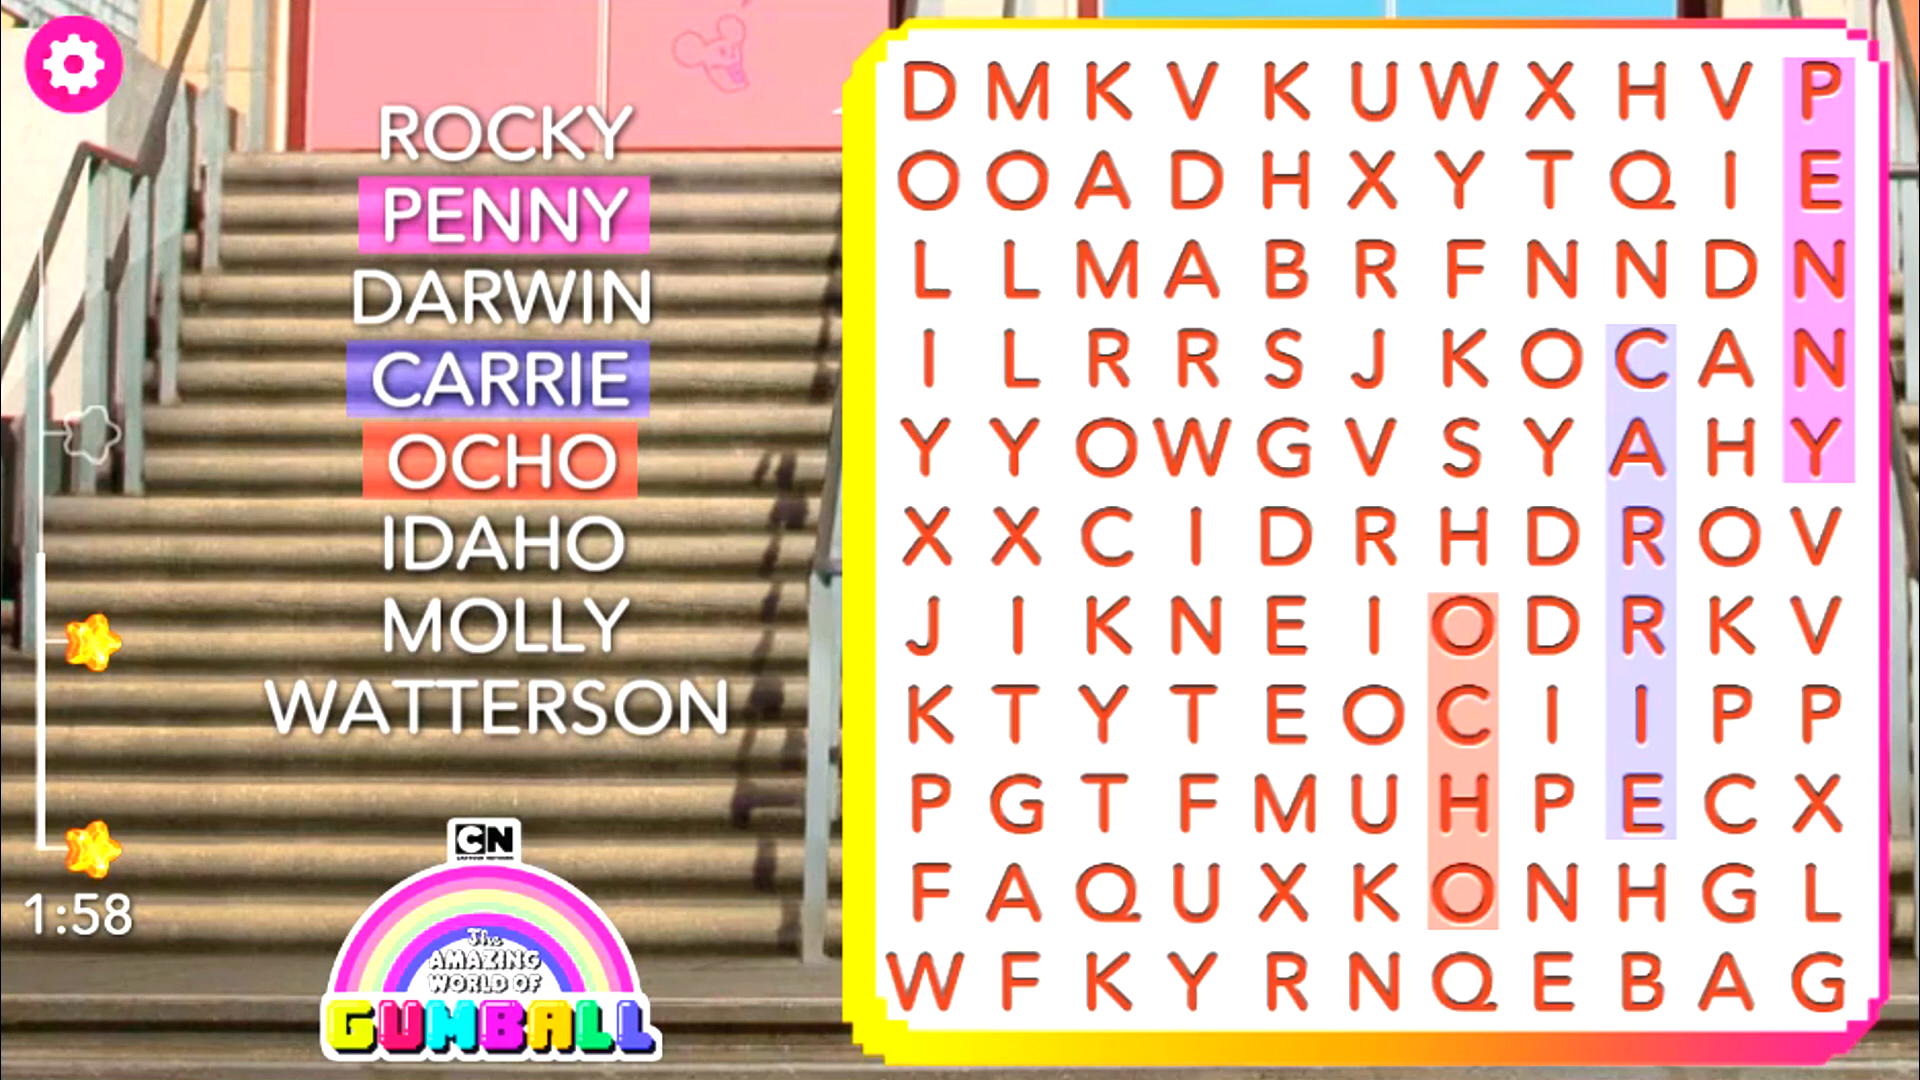 ROCKY
PENNY
DARWIN
CARRIE
OCHO
IDAHO
MOLLY
WATTERSON
1:58
CN
The
AMAZING
WORLD OF
GUMBALL
D M K V K U W X H V P
O O A D H X Y T Q I E
L L M A B R F N N D N
I L R R S J K O C A N
Y Y O W G V S Y A H Y
X X C I D R H D R O V
J I K N E I O D R K V
K T Y T E O C I I P P
P G T F M U H P E C X
F A Q U X K O N H G L
W F K Y R N Q E B A G